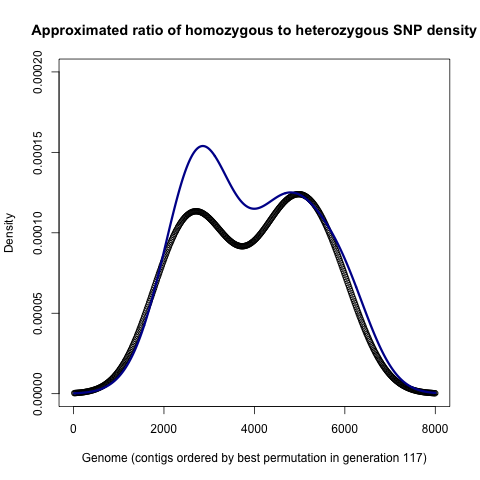 Approximated ratio of homozygous to heterozygous SNP density
0.00020
0.00015
0.00010
0.00005
0.00000
Density
0 2000 4000 6000 8000
Genome (contigs ordered by best permutation in generation 117)